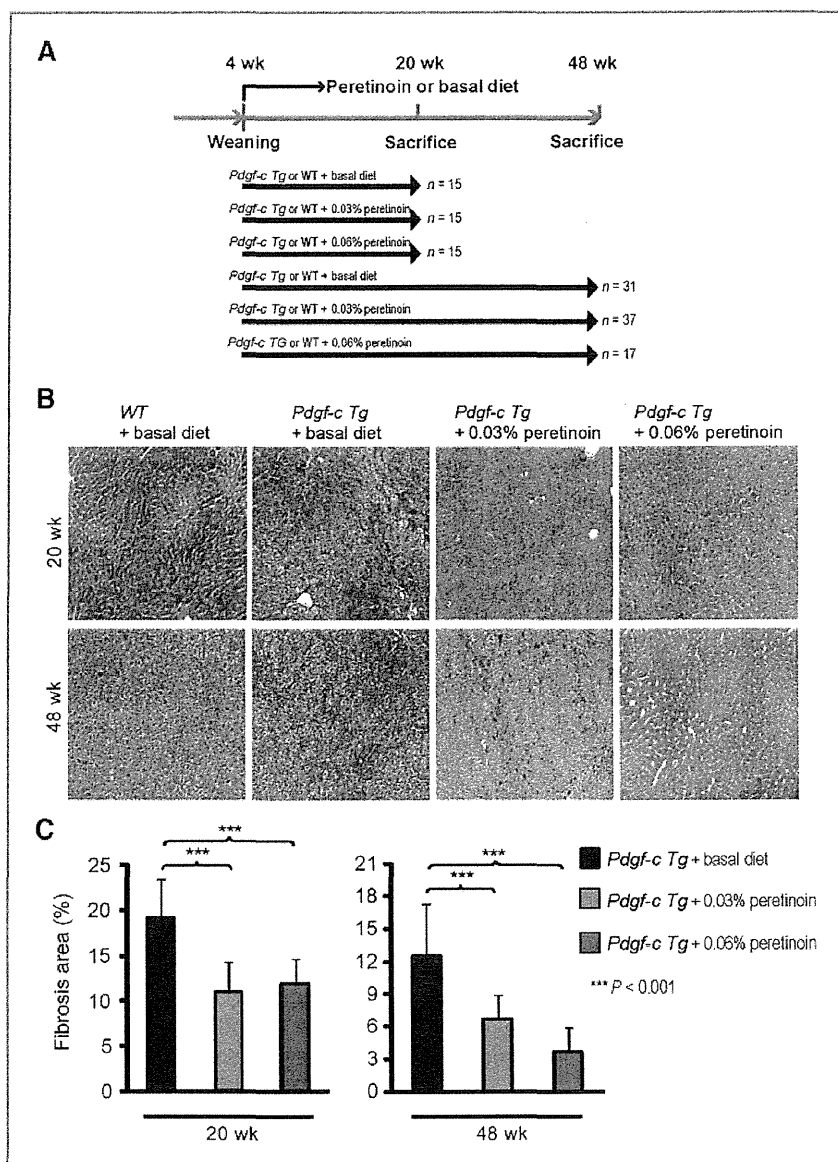 A
4 wk 20 wk 48 wk
Peretinoin or basal diet
Weaning Sacrifice Sacrifice
Pdgf-c Tg or WT + basal diet
n = 15
Pdgf-c Tg or WT + 0.03% peretinoin
n = 15
Pdgf-c Tg or WT + 0.06% peretinoin
n = 15
Pdgf-c Tg or WT + basal diet
n = 31
Pdgf-c Tg or WT + 0.03% peretinoin
n = 37
Pdgf-c TG or WT + 0.06% peretinoin
n = 17
B
WT
+ basal diet
Pdgf-c Tg
+ basal diet
Pdgf-c Tg
+ 0.03% peretinoin
Pdgf-c Tg
+ 0.06% peretinoin
20 wk
48 wk
C
Fibrosis area (%)
25
20
15
10
5
0
***
***
20 wk
21
18
15
12
9
6
3
0
***
***
48 wk
Pdgf-c Tg + basal diet
Pdgf-c Tg + 0.03% peretinoin
Pdgf-c Tg + 0.06% peretinoin
*** P < 0.001